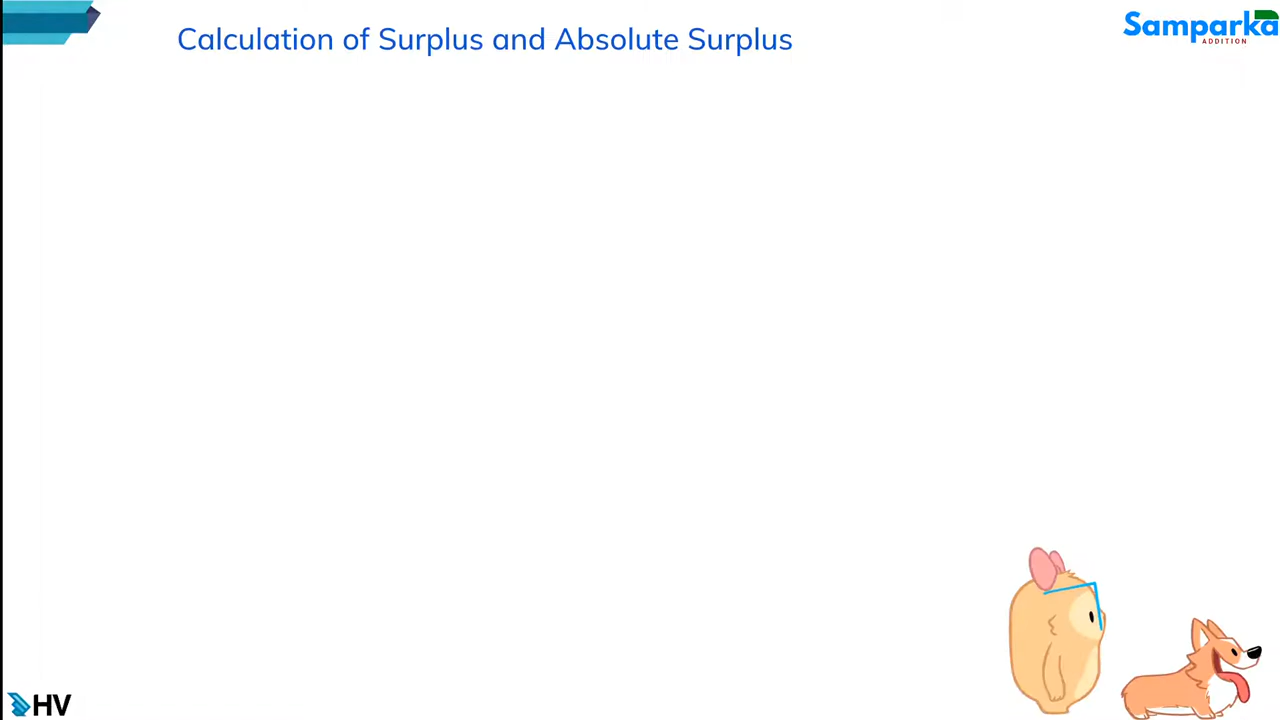 Calculation of Surplus and Absolute Surplus
Samparka
ADDITION
HV